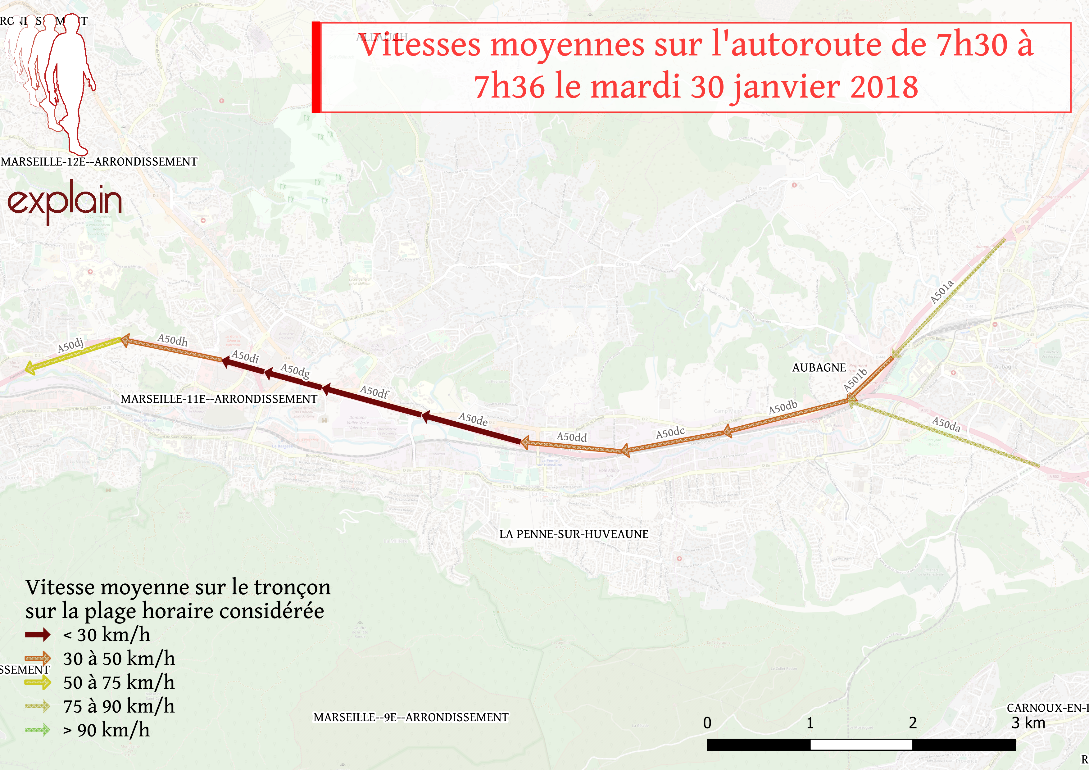 Vitesses moyennes sur l'autoroute de 7h30 à
7h36 le mardi 30 janvier 2018
MARSEILLE-12E--ARRONDISSEMENT
explain
A501a
A50dj
A50dh
A50di
A50dg
A50df
A50de
A50dd
A50dc
A50db
A501b
A50da
AUBAGNE
MARSEILLE-11E--ARRONDISSEMENT
LA PENNE-SUR-HUVEAUNE
Vitesse moyenne sur le tronçon
sur la plage horaire considérée
< 30 km/h
30 à 50 km/h
SSEMENT
50 à 75 km/h
75 à 90 km/h
> 90 km/h
MARSEILLE--9E--ARRONDISSEMENT
CARNOUX-EN-
0 1 2 3 km